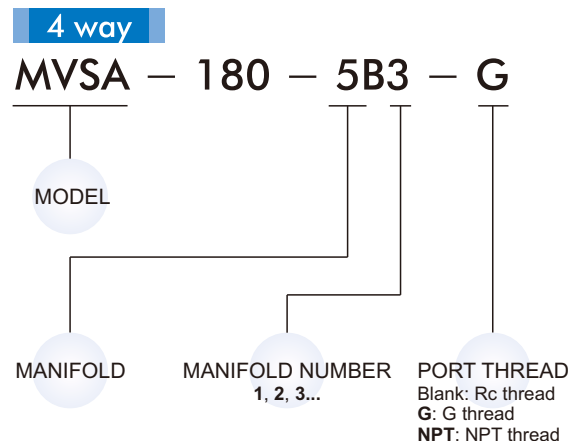 4 way
MVSA – 180 – 5B3 – G
MODEL
MANIFOLD
MANIFOLD NUMBER
1, 2, 3...
PORT THREAD
Blank: Rc thread
G: G thread
NPT: NPT thread